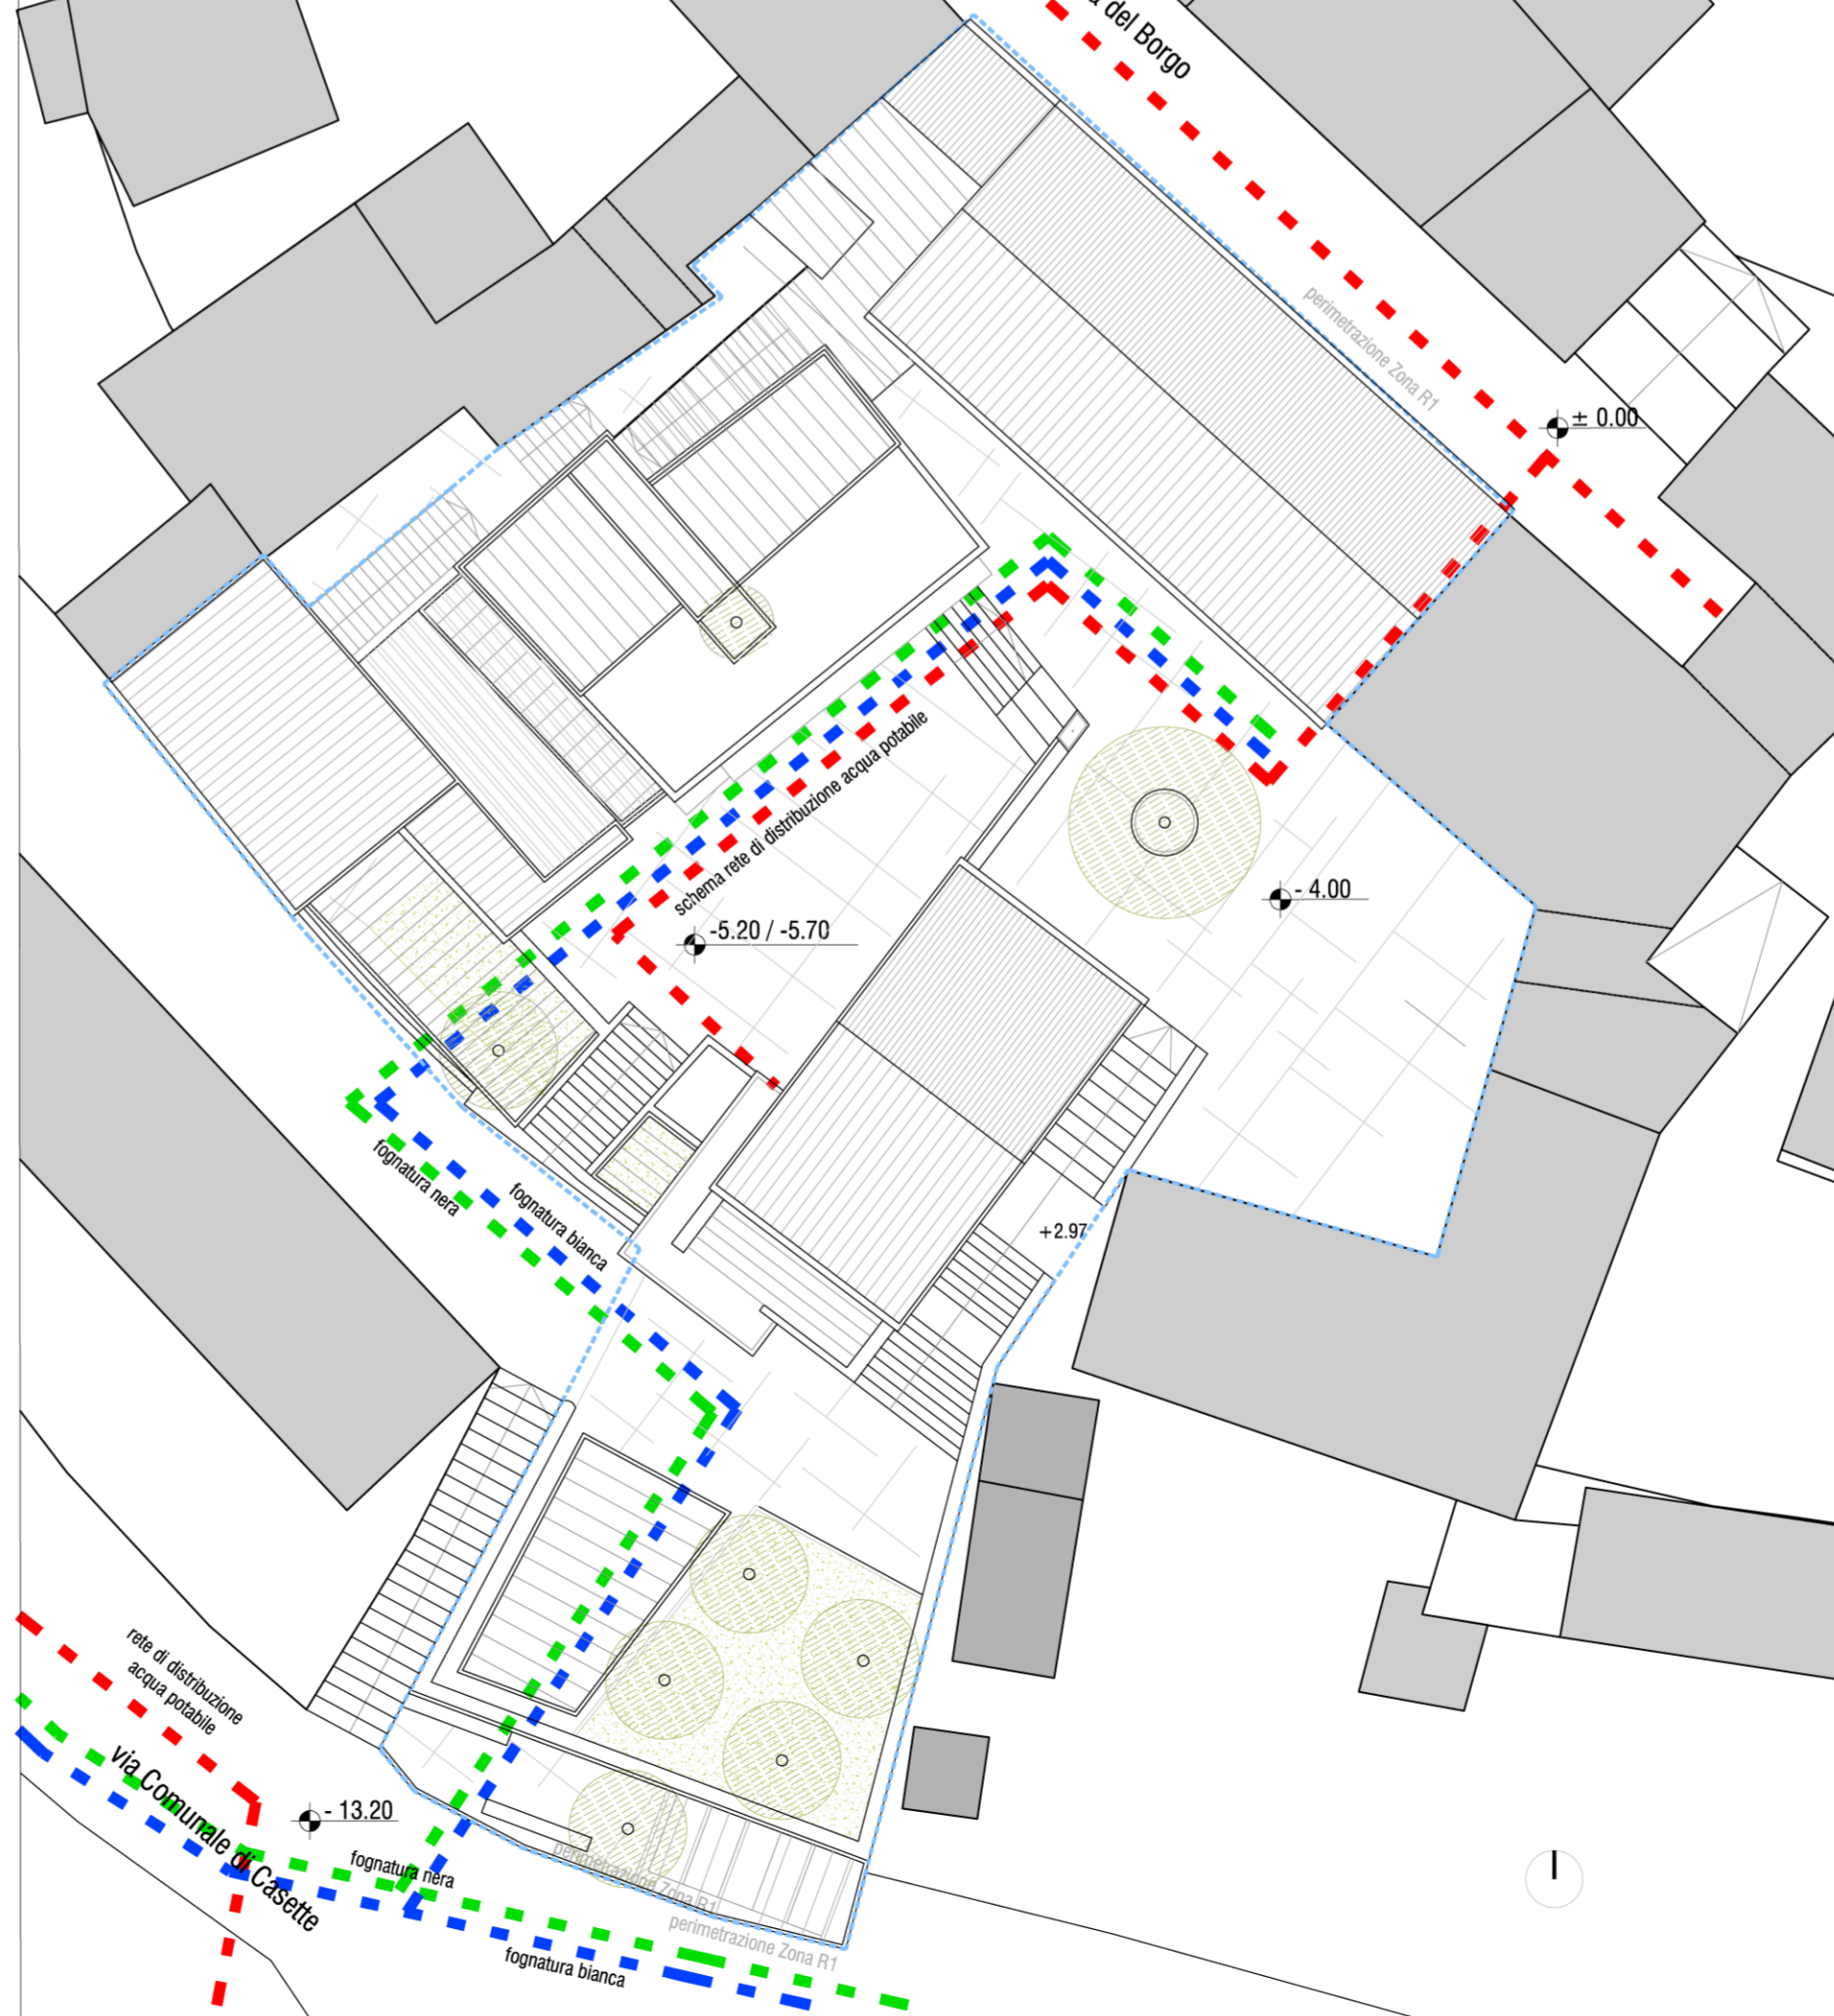 a del Borgo
perimetrazione Zona R1
± 0.00
schema rete di distribuzione acqua potabile
- 4.00
-5.20 / -5.70
fognatura nera
fognatura bianca
+2.97
rete di distribuzione
acqua potabile
via Comunale di Casette
- 13.20
fognatura nera
perimetrazione Zona R1
perimetrazione Zona R1
fognatura bianca